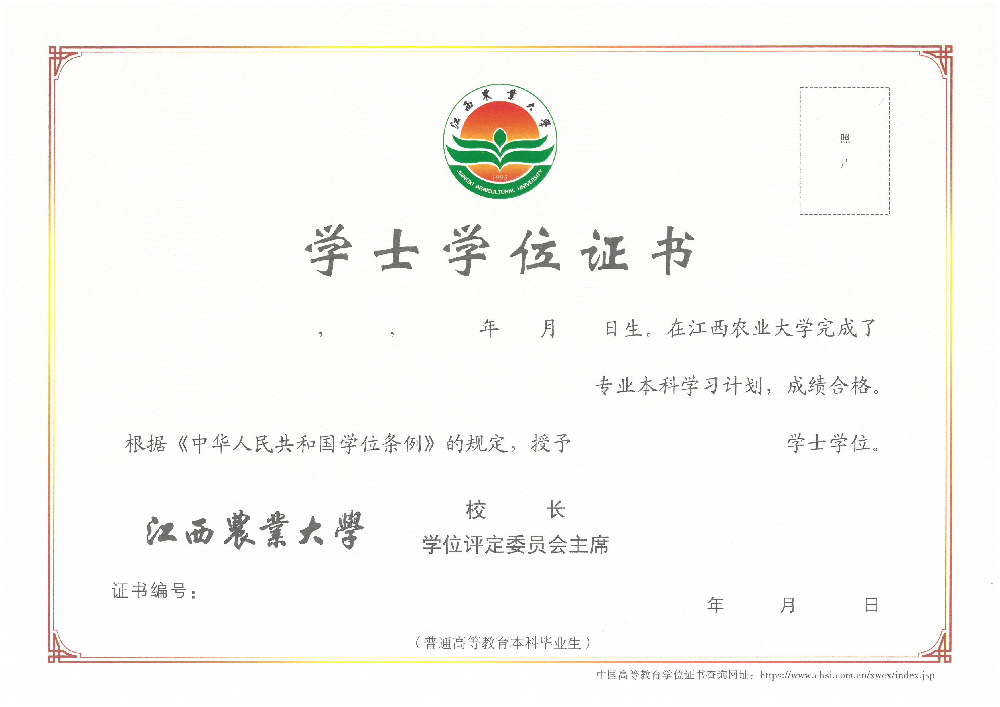 江西農業大學
1905
JIANGXI AGRICULTURAL UNIVERSITY
照
片
学士学位证书
， ， 年 月 日生。在江西农业大学完成了
专业本科学习计划，成绩合格。
根据《中华人民共和国学位条例》的规定，授予 学士学位。
校 长
江西農業大學
学位评定委员会主席
证书编号：
年 月 日
（普通高等教育本科毕业生）
中国高等教育学位证书查询网址：https://www.chsi.com.cn/xwcx/index.jsp